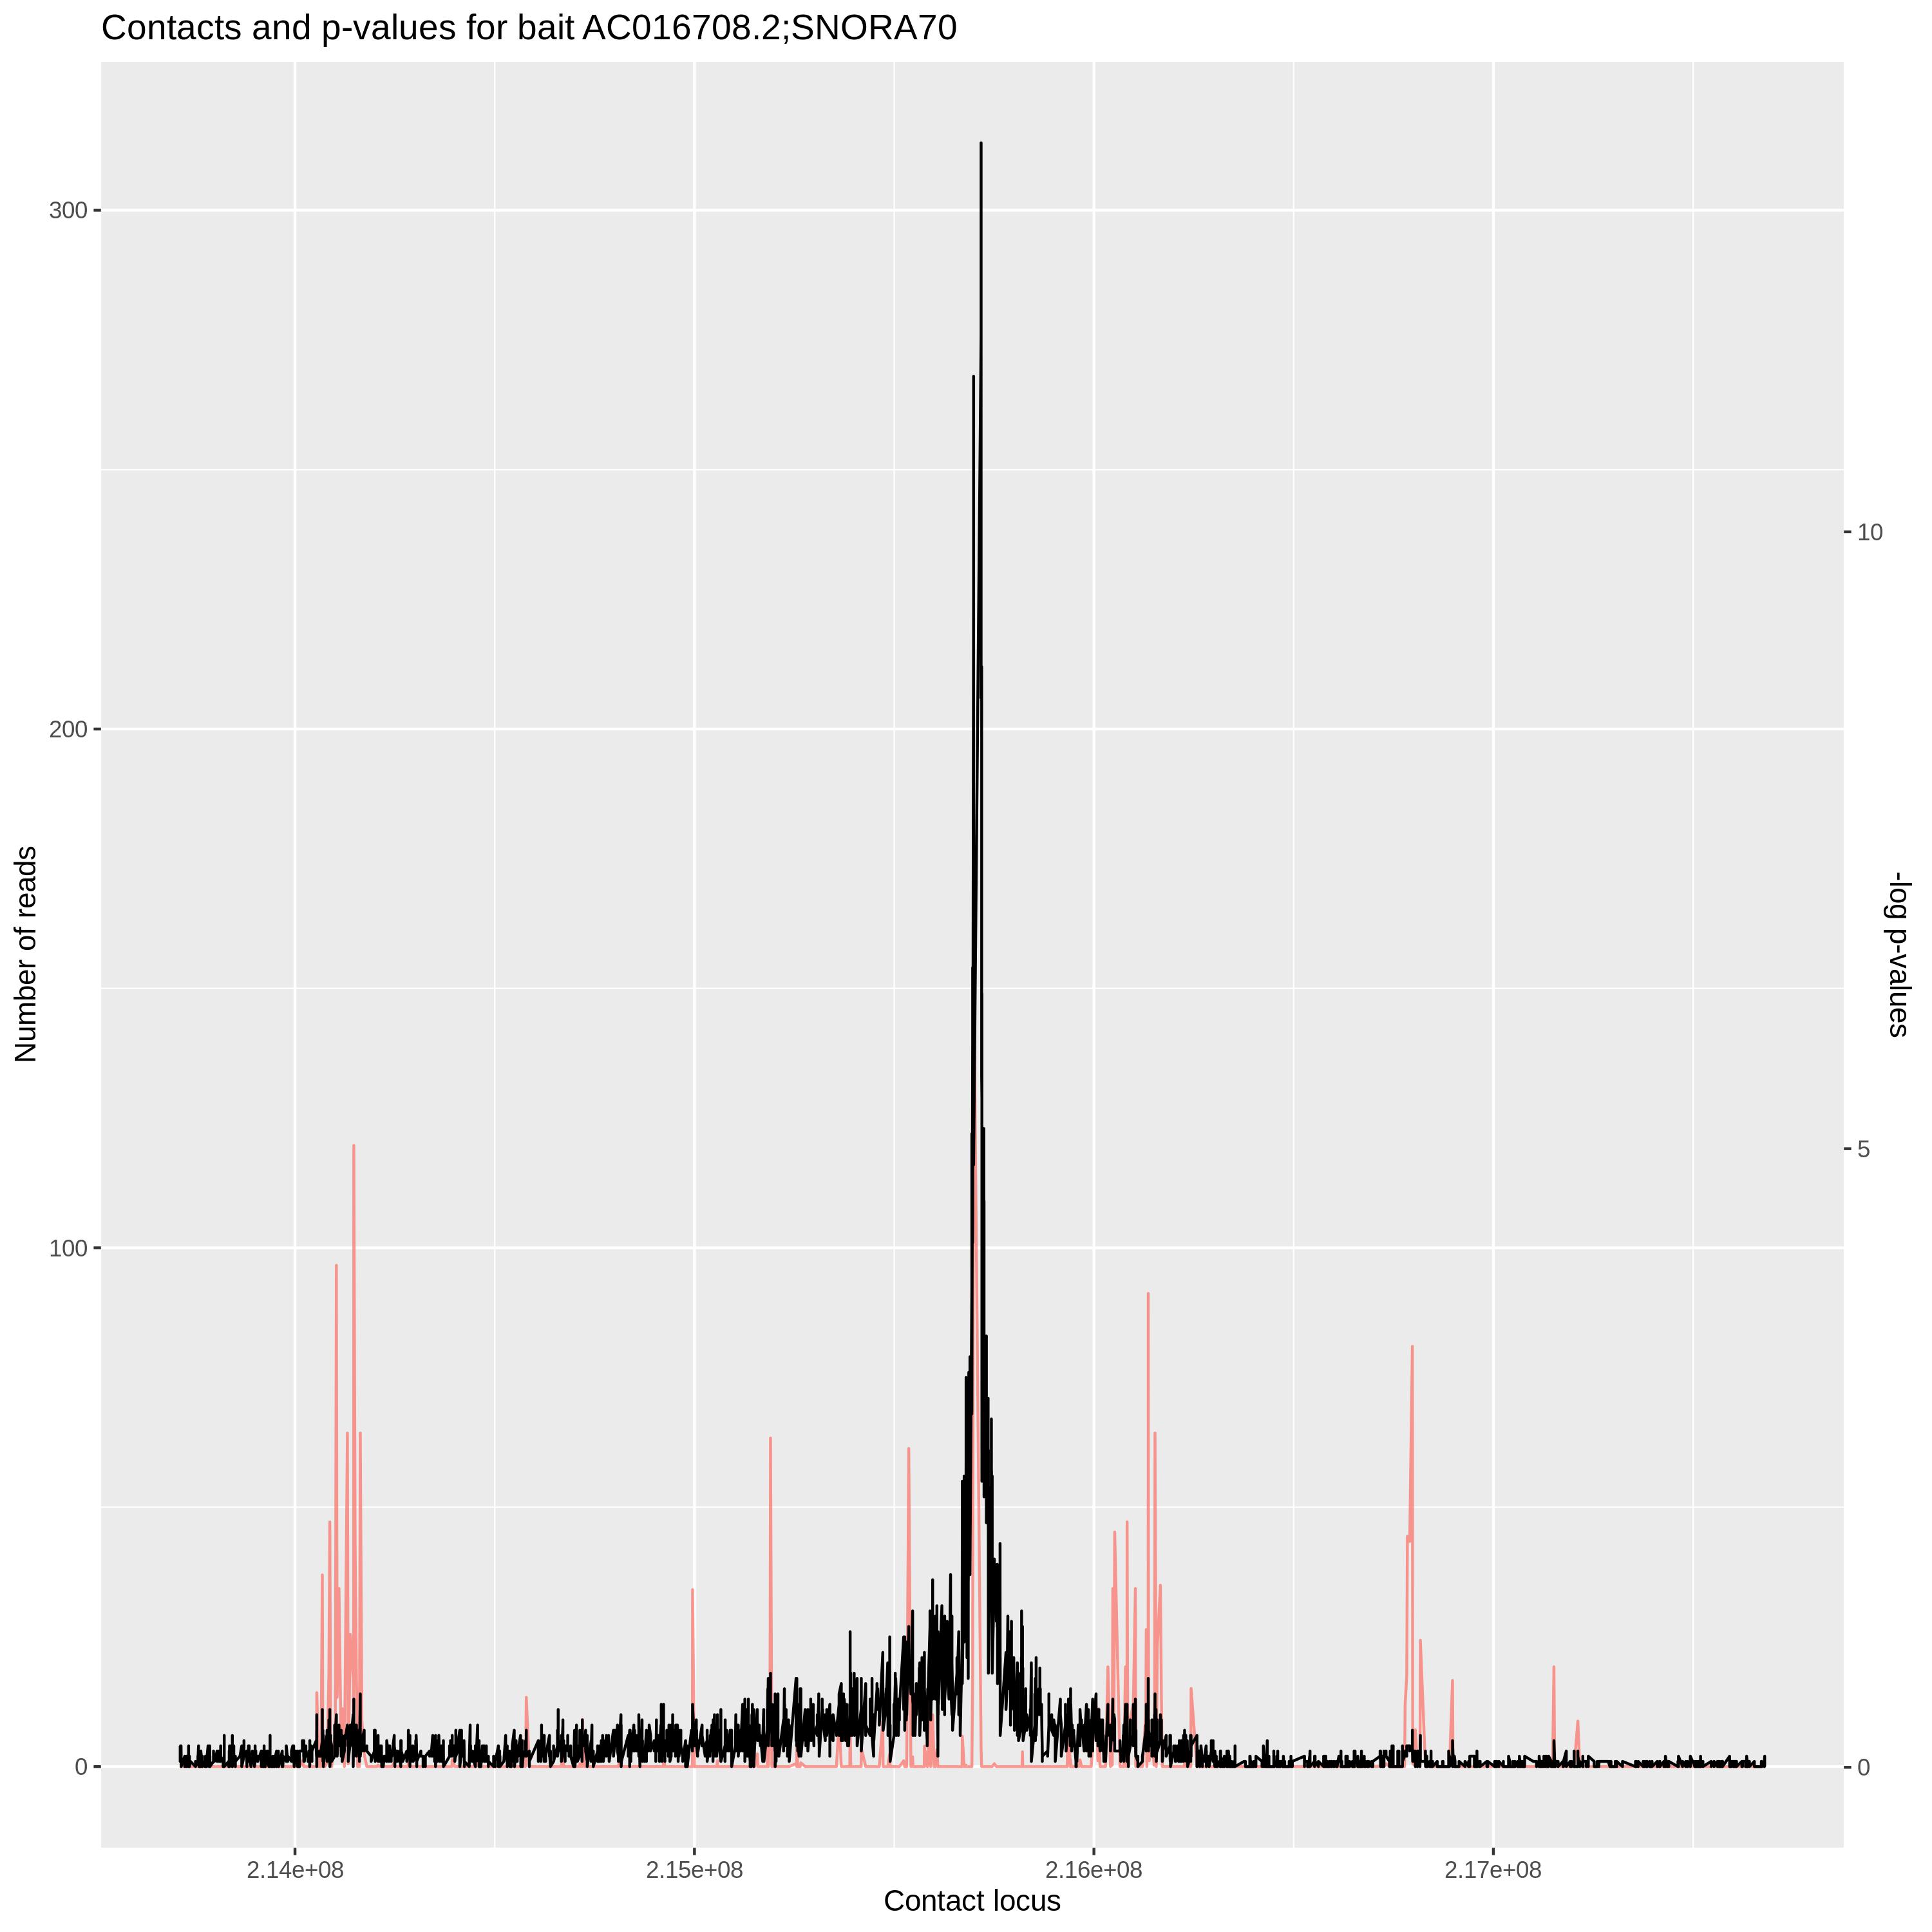 Contacts and p-values for bait AC016708.2;SNORA70
300
200
100
0
10
5
0
Number of reads
-log p-values
2.14e+08
2.15e+08
2.16e+08
2.17e+08
Contact locus